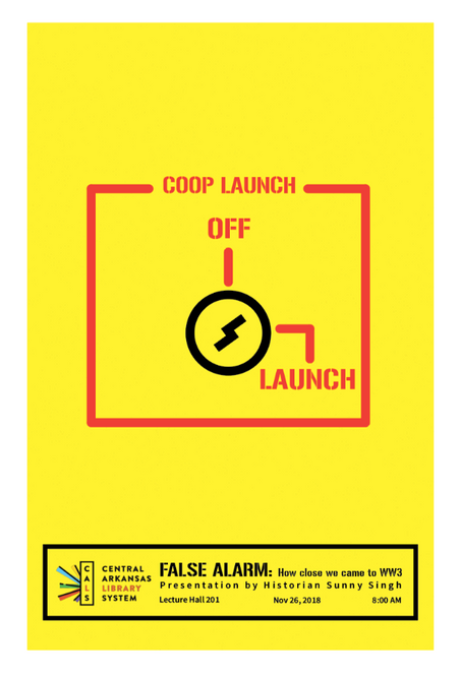 COOP LAUNCH
OFF
LAUNCH
CALS
CENTRAL
ARKANSAS
LIBRARY
SYSTEM
FALSE ALARM: How close we came to WW3
Presentation by Historian Sunny Singh
Lecture Hall 201 Nov 26, 2018 8:00 AM